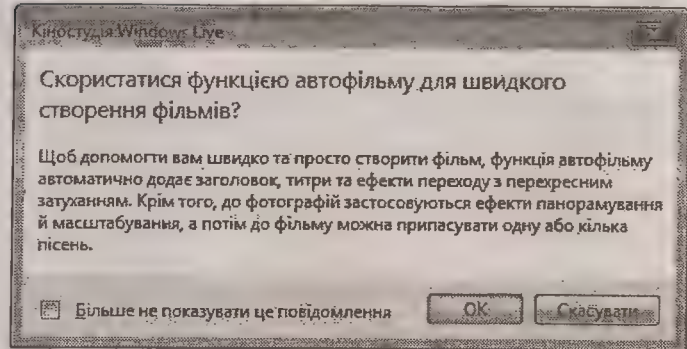 Кіностудія Windows Live
Скористатися функцією автофільму для швидкого
створення фільмів?
Щоб допомогти вам швидко та просто створити фільм, функція автофільму
автоматично додає заголовок, титри та ефекти переходу з перехресним
затуханням. Крім того, до фотографій застосовуються ефекти панорамування
й масштабування, а потім до фільму можна припасувати одну або кілька
пісень.
Більше не показувати це повідомлення
OK
Скасувати